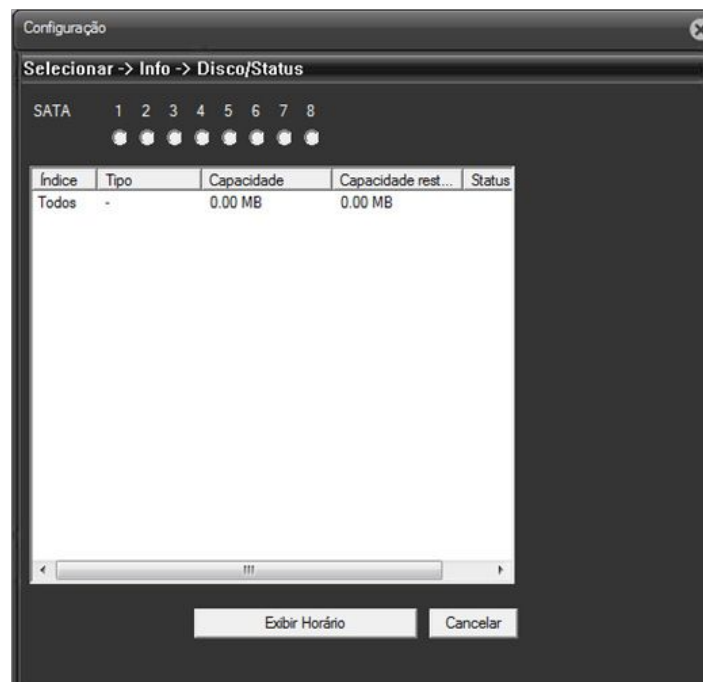 Configuração
Selecionar -> Info -> Disco/Status
SATA 1 2 3 4 5 6 7 8
Índice Tipo Capacidade Capacidade rest... Status
Todos - 0.00 MB 0.00 MB
Exibir Horário Cancelar